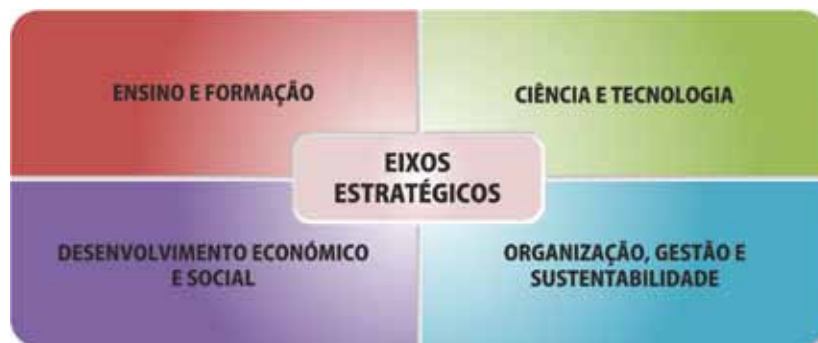 ENSINO E FORMAÇÃO
CIÊNCIA E TECNOLOGIA
EIXOS
ESTRATÉGICOS
DESENVOLVIMENTO ECONÓMICO
E SOCIAL
ORGANIZAÇÃO, GESTÃO E
SUSTENTABILIDADE